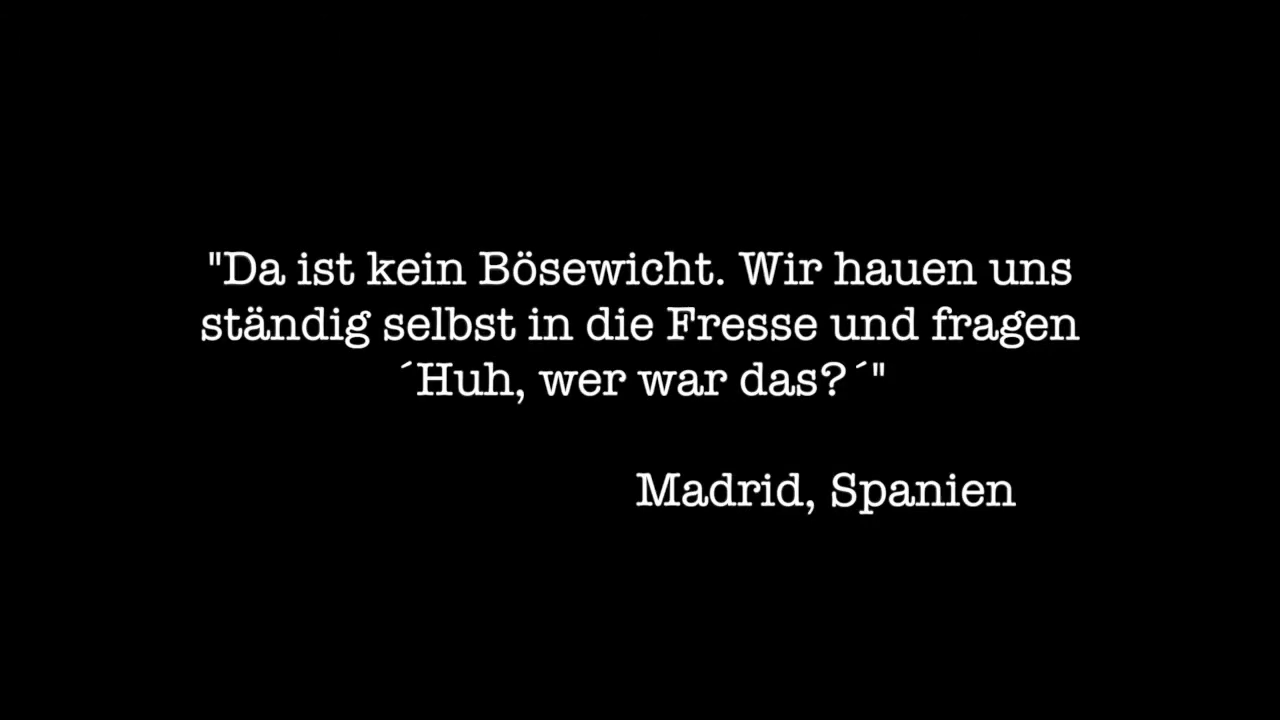 "Da ist kein Bösewicht. Wir hauen uns
ständig selbst in die Fresse und fragen
´Huh, wer war das?´"
Madrid, Spanien